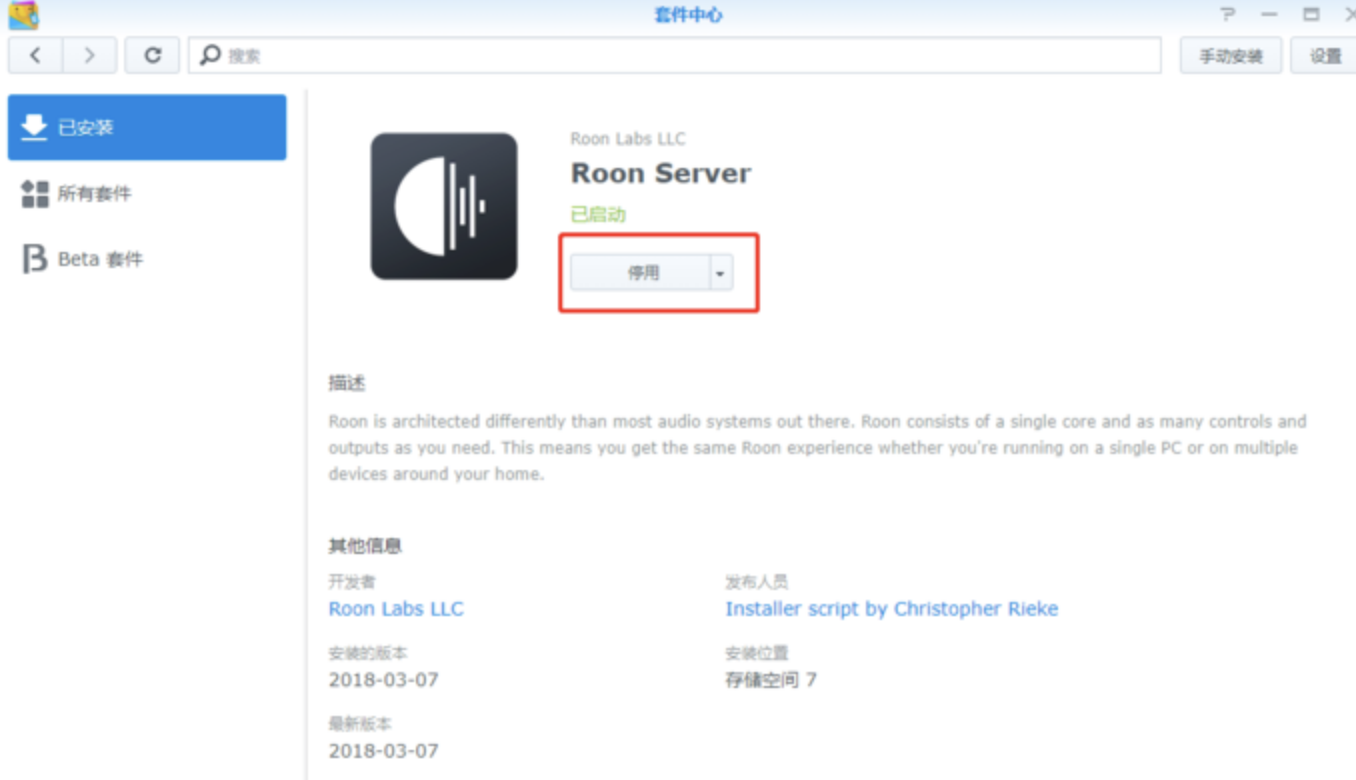 套件中心
搜索
手动安装
设置
已安装
所有套件
Beta 套件
Roon Labs LLC
Roon Server
已启动
停用
描述
Roon is architected differently than most audio systems out there. Roon consists of a single core and as many controls and
outputs as you need. This means you get the same Roon experience whether you're running on a single PC or on multiple
devices around your home.
其他信息
开发者
Roon Labs LLC
发布人员
Installer script by Christopher Rieke
安装的版本
2018-03-07
安装位置
存储空间 7
最新版本
2018-03-07